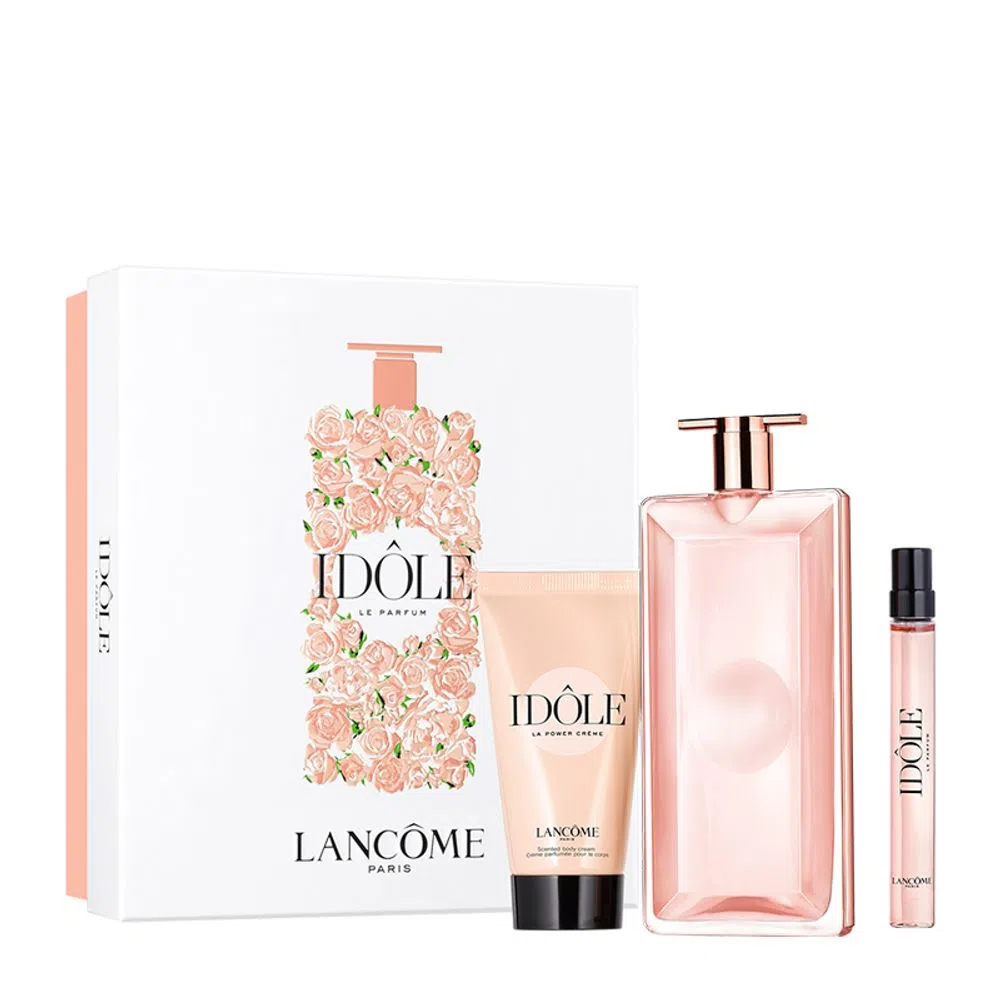 IDÔLE
LE PARFUM
IDÔLE
LE PARFUM
LANCÔME
PARIS
IDÔLE
LA POWER CRÈME
LANCÔME
PARIS
Scented body cream
Crème parfumée pour le corps
IDÔLE
LE PARFUM
LANCÔME
PARIS